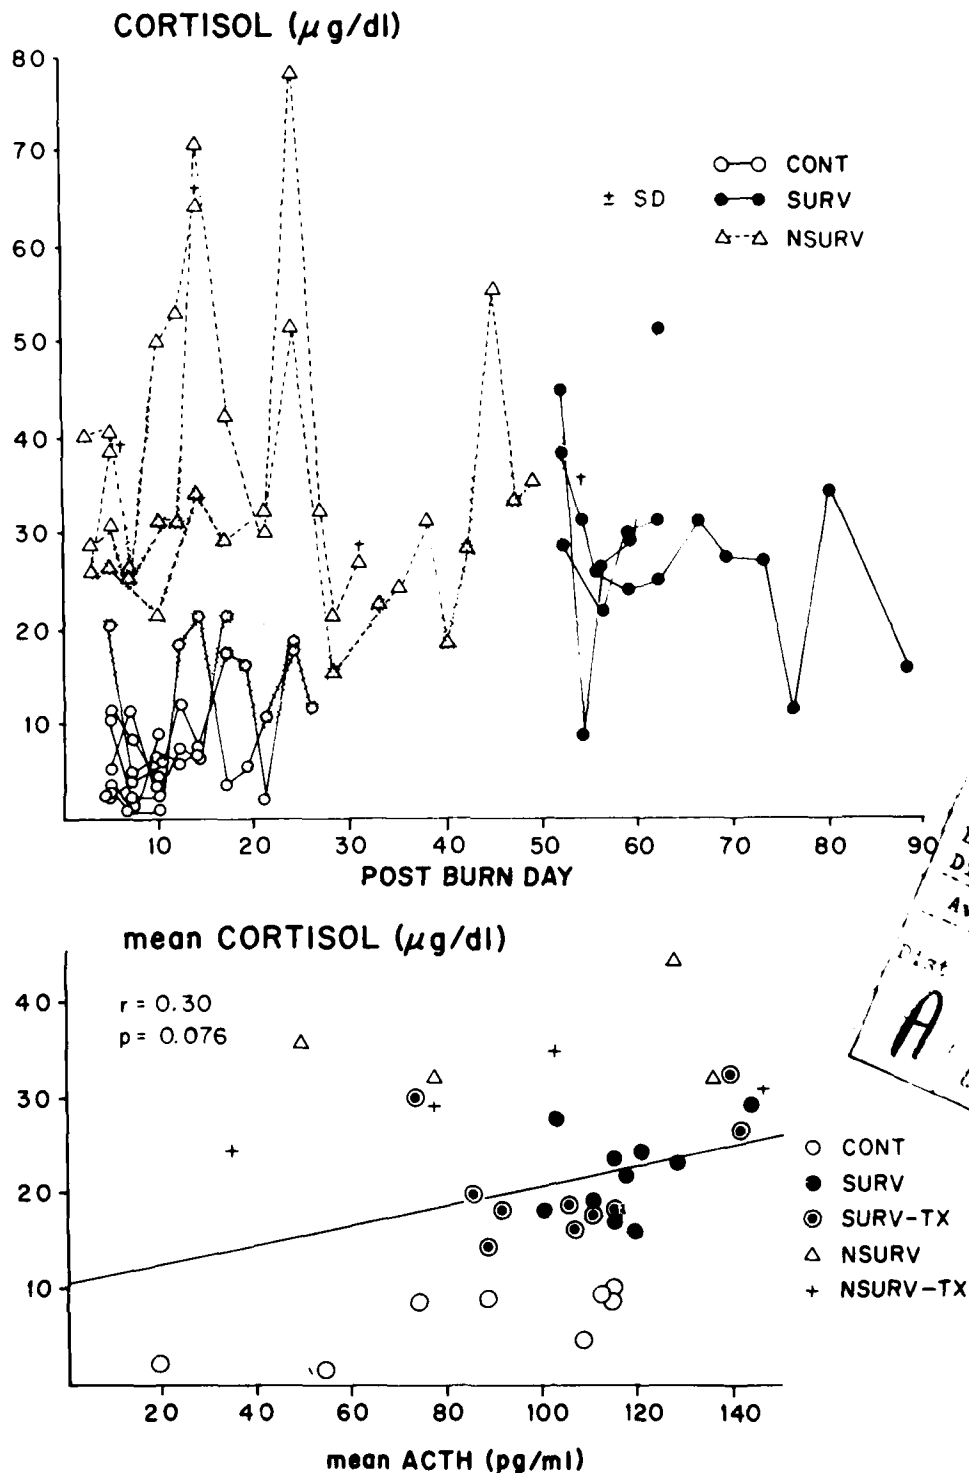 CORTISOL (μg/dl)
80
70
60
50
40
30
20
10
± SD
CONT
SURV
NSURV
10 20 30 40 50 60 70 80 90
POST BURN DAY
mean CORTISOL (μg/dl)
r = 0.30
p = 0.076
40
30
20
10
CONT
SURV
SURV-TX
NSURV
NSURV-TX
20 40 60 80 100 120 140
mean ACTH (pg/ml)
Dist
A